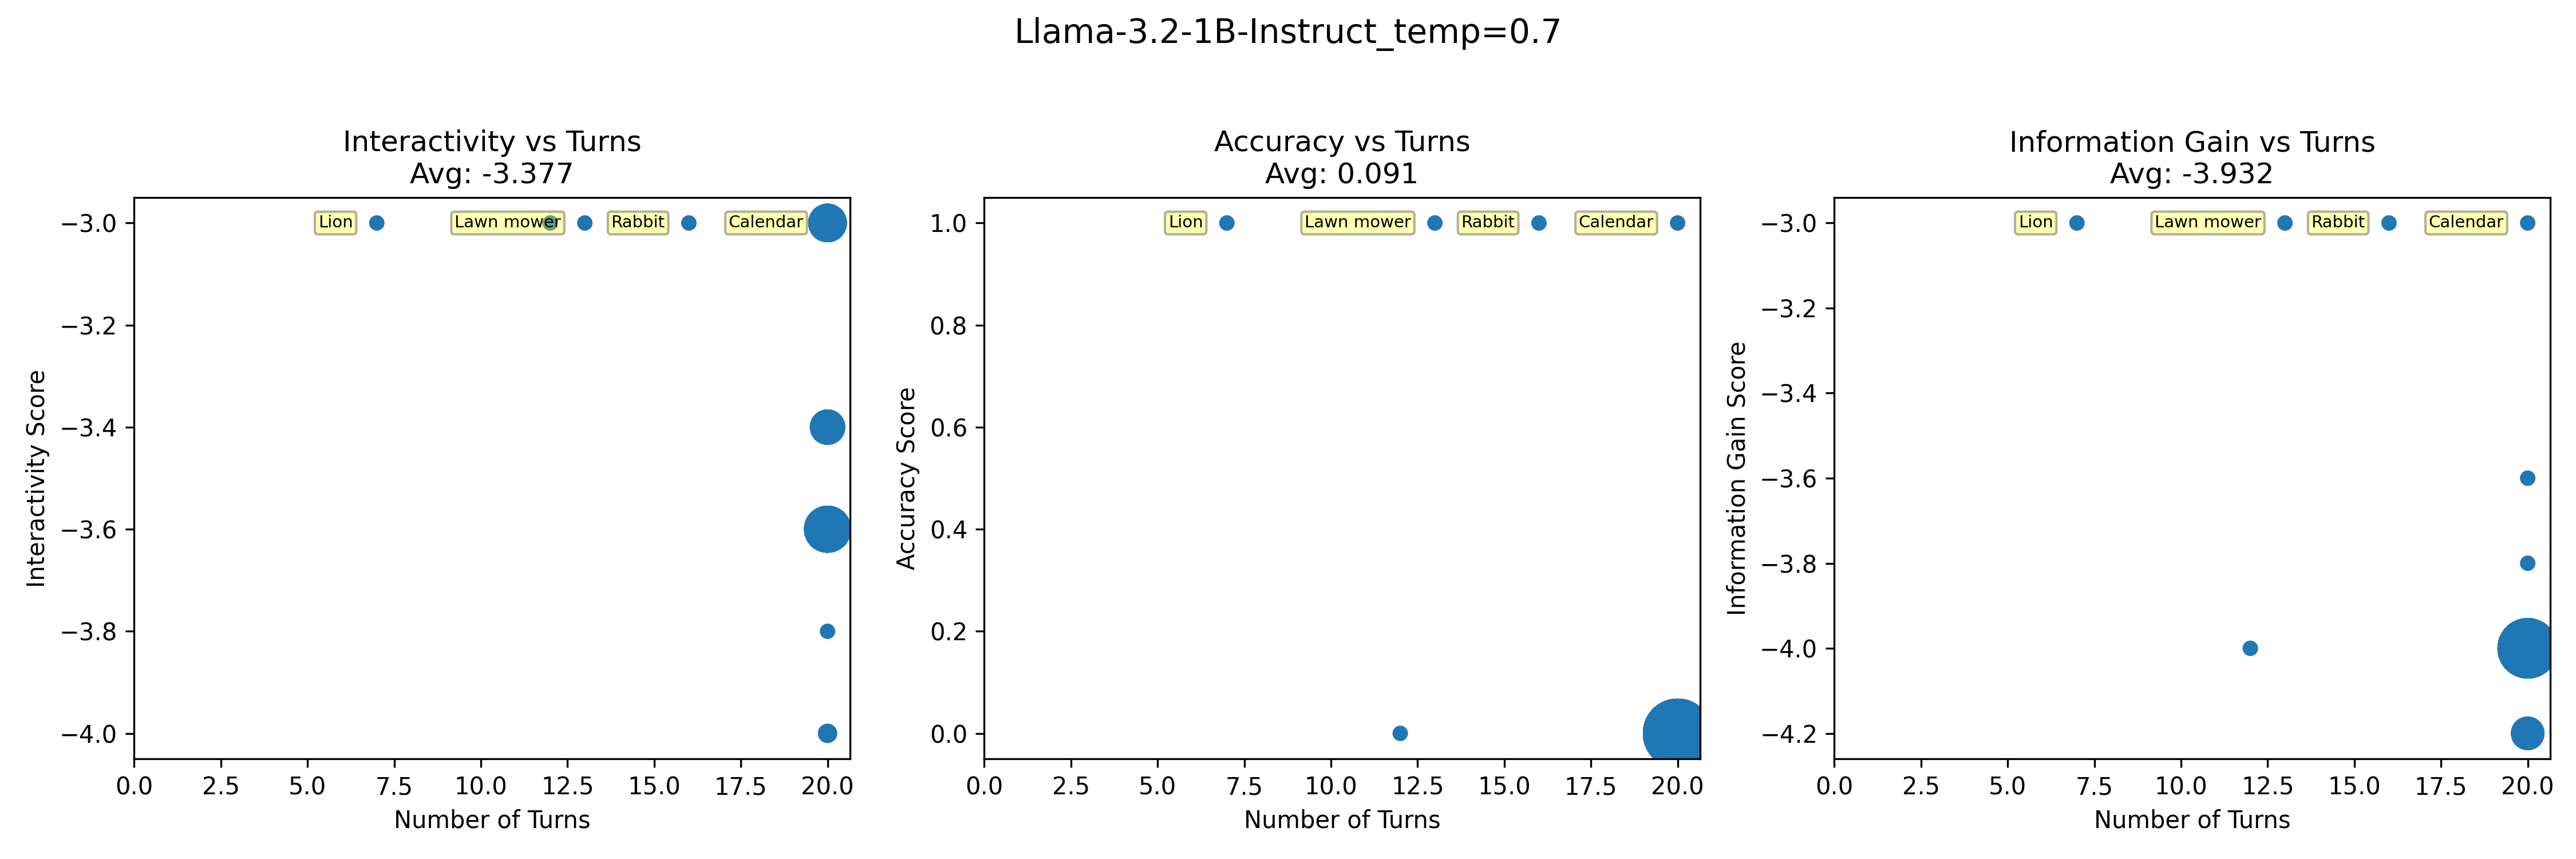 Llama-3.2-1B-Instruct_temp=0.7
Interactivity vs Turns
Avg: -3.377
Interactivity Score
−3.0
−3.2
−3.4
−3.6
−3.8
−4.0
Lion
Lawn mower
Rabbit
Calendar
0.0 2.5 5.0 7.5 10.0 12.5 15.0 17.5 20.0
Number of Turns
Accuracy vs Turns
Avg: 0.091
Accuracy Score
1.0
0.8
0.6
0.4
0.2
0.0
Lion
Lawn mower
Rabbit
Calendar
0.0 2.5 5.0 7.5 10.0 12.5 15.0 17.5 20.0
Number of Turns
Information Gain vs Turns
Avg: -3.932
Information Gain Score
−3.0
−3.2
−3.4
−3.6
−3.8
−4.0
−4.2
Lion
Lawn mower
Rabbit
Calendar
0.0 2.5 5.0 7.5 10.0 12.5 15.0 17.5 20.0
Number of Turns